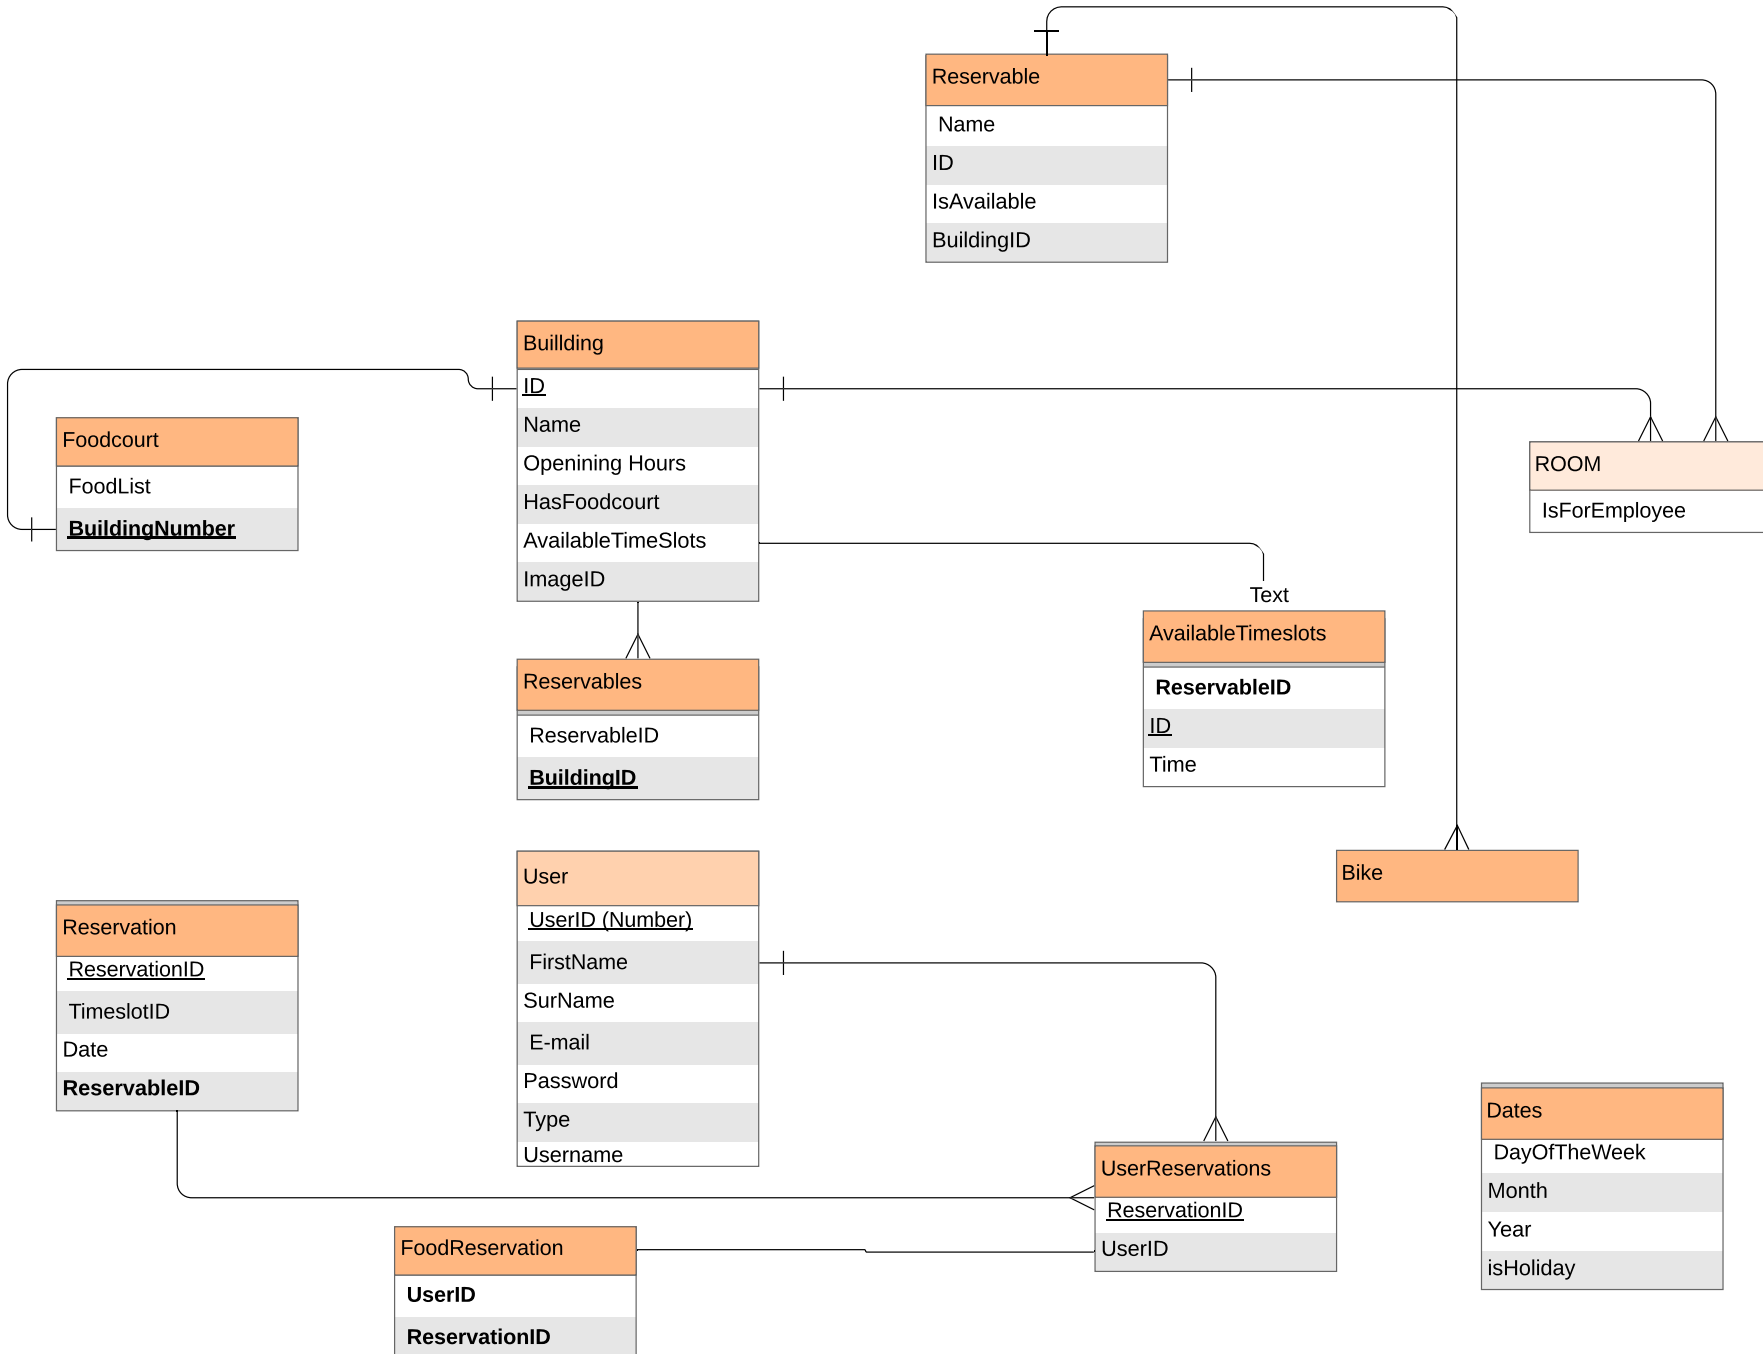 Reservable
Name
ID
IsAvailable
BuildingID
Buillding
ID
Name
Openining Hours
HasFoodcourt
AvailableTimeSlots
ImageID
Foodcourt
FoodList
BuildingNumber
ROOM
IsForEmployee
Text
AvailableTimeslots
ReservableID
ID
Time
Reservables
ReservableID
BuildingID
Bike
User
UserID (Number)
FirstName
SurName
E-mail
Password
Type
Username
Reservation
ReservationID
TimeslotID
Date
ReservableID
Dates
DayOfTheWeek
Month
Year
isHoliday
UserReservations
ReservationID
UserID
FoodReservation
UserID
ReservationID